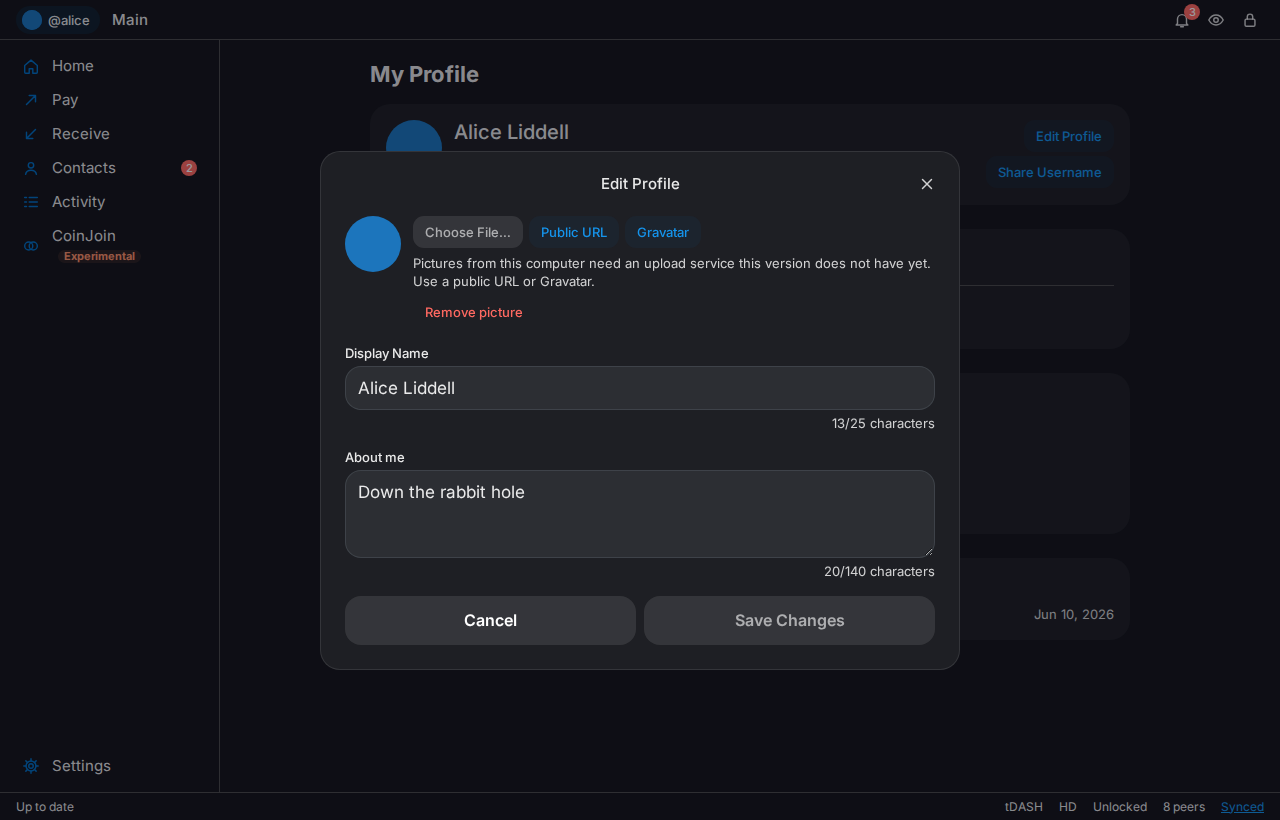 @alice Main 3
Home
Pay
Receive
Contacts 2
Activity
CoinJoin
Experimental
Settings
My Profile
Alice Liddell
Edit Profile
Share Username
Edit Profile
Choose File...
Public URL
Gravatar
Pictures from this computer need an upload service this version does not have yet.
Use a public URL or Gravatar.
Remove picture
Display Name
Alice Liddell
13/25 characters
About me
Down the rabbit hole
20/140 characters
Cancel
Save Changes
Jun 10, 2026
Up to date
tDASH HD Unlocked 8 peers Synced